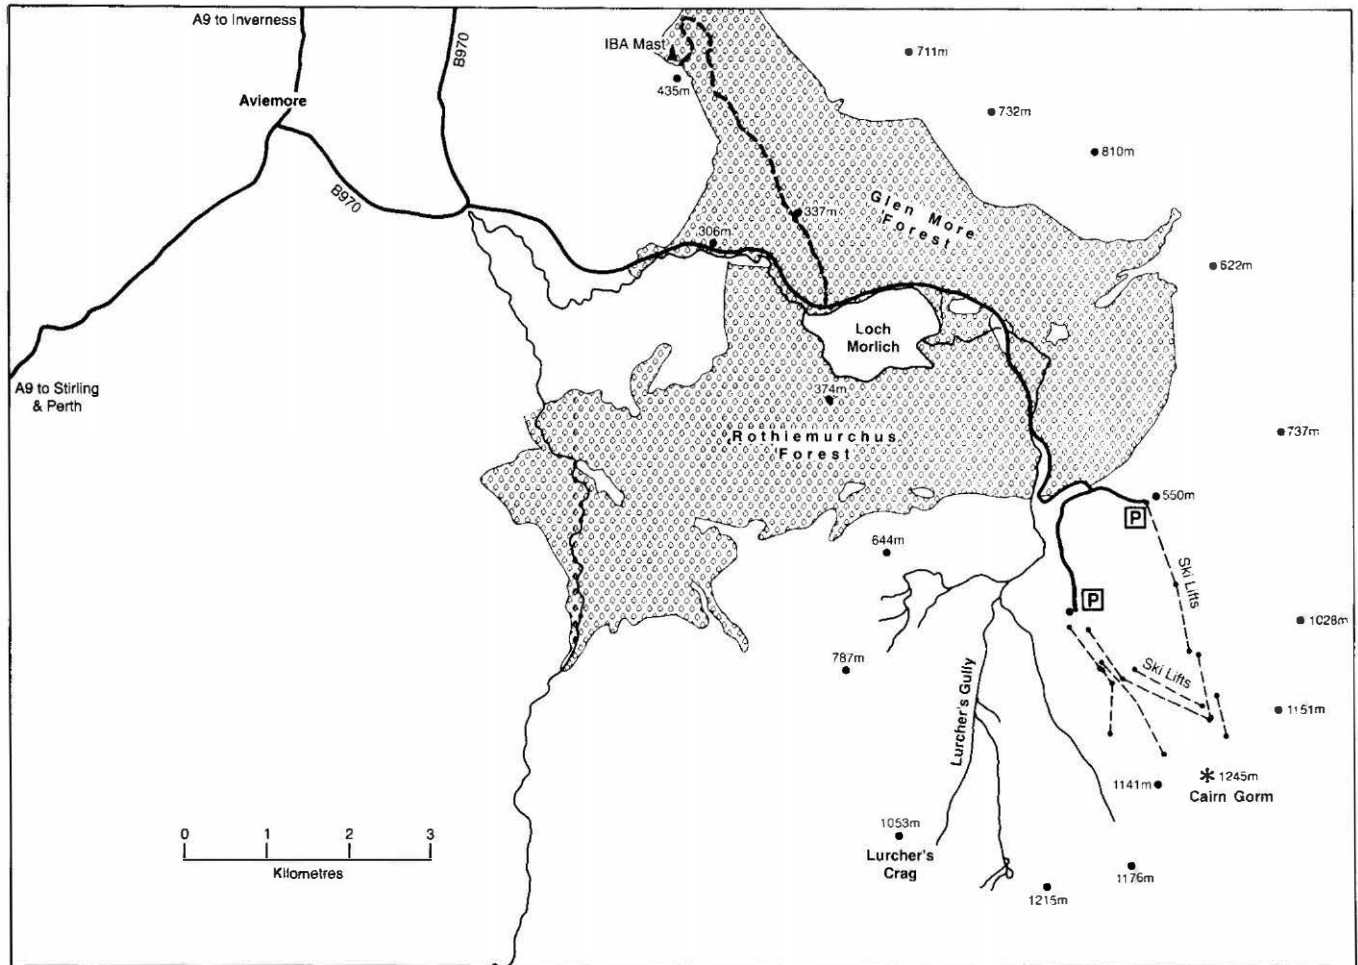 A9 to Inverness
B970
IBA Mast
711m
435m
Aviemore
732m
810m
B970
337m
Glen More
Forest
306m
622m
Loch
Morlich
A9 to Stirling
& Perth
374m
Rothiemurchus
Forest
737m
550m
P
644m
Ski Lifts
P
1028m
787m
Ski Lifts
Lurcher's Gully
1151m
1141m
1245m
Cairn Gorm
1053m
Lurcher's
Crag
0 1 2 3
Kilometres
1176m
1215m